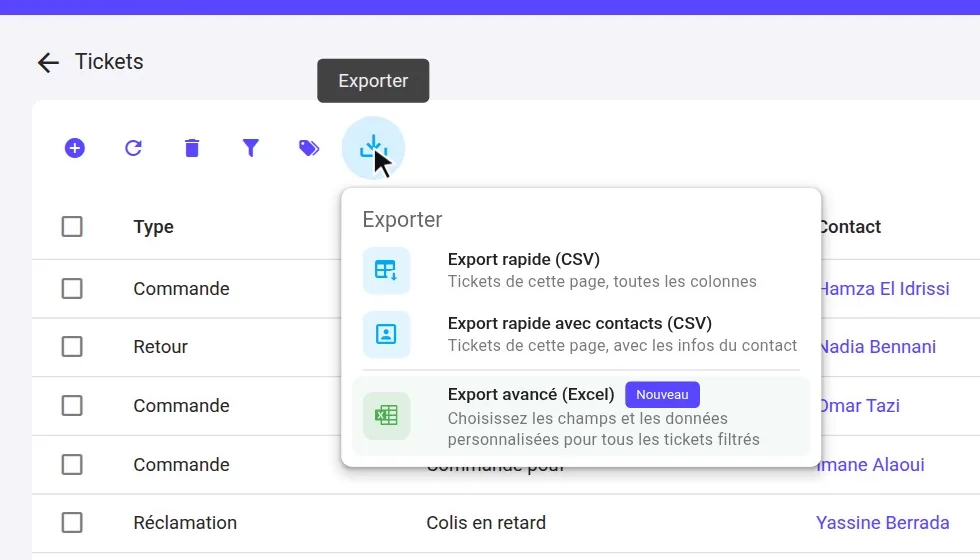 Tickets
Exporter
Exporter
Export rapide (CSV)
Tickets de cette page, toutes les colonnes
Export rapide avec contacts (CSV)
Tickets de cette page, avec les infos du contact
Export avancé (Excel) Nouveau
Choisissez les champs et les données
personnalisées pour tous les tickets filtrés
Type Contact
Commande Hamza El Idrissi
Retour Nadia Bennani
Commande Omar Tazi
Commande Commande pour Imane Alaoui
Réclamation Colis en retard Yassine Berrada